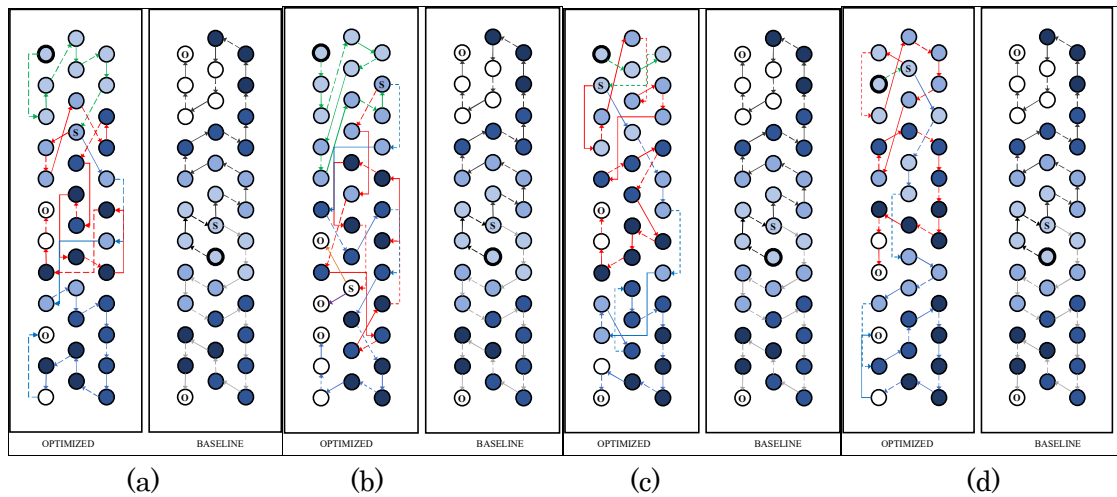 O
O
O
O
S
S
O
S
S
S
S
S
S
O
O
O
S
O
O
O
O
O
O
O
O
O
OPTIMIZED BASELINE OPTIMIZED BASELINE OPTIMIZED BASELINE OPTIMIZED BASELINE
(a) (b) (c) (d)